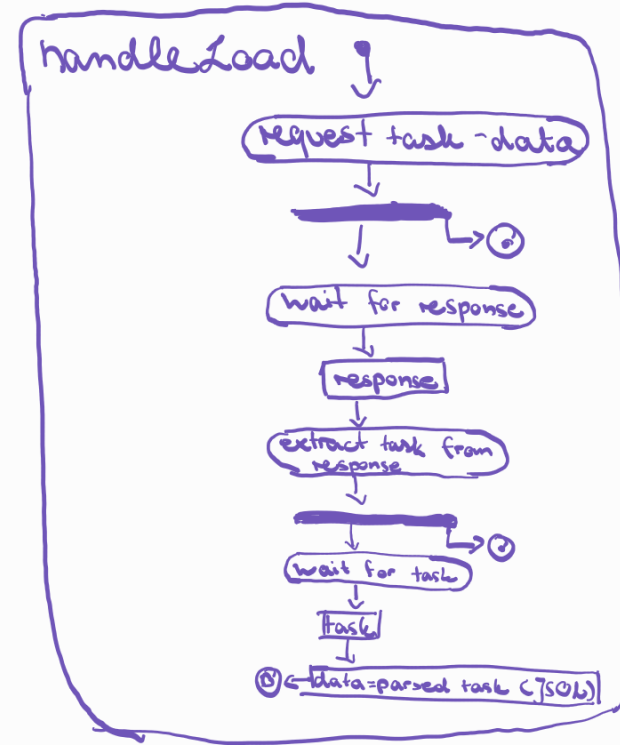 handleLoad
request task-data
wait for response
response
extract task from
response
wait for task
task
data=parsed task (JSOL)